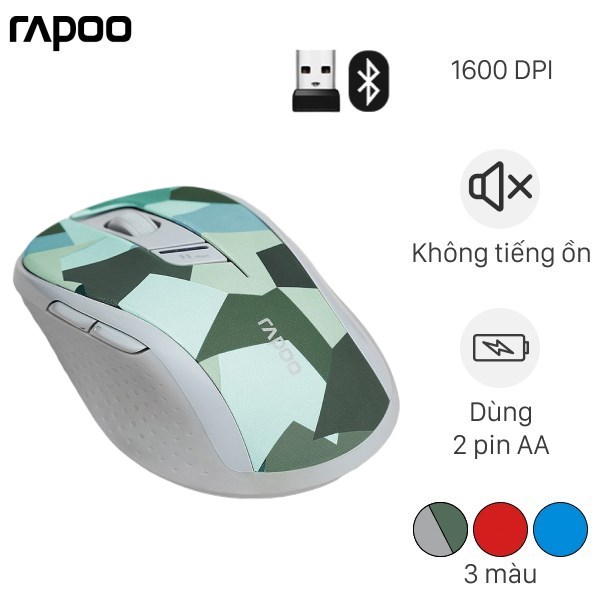 rapoo
1600 DPI
Không tiếng ồn
rapoo
Dùng
2 pin AA
3 màu